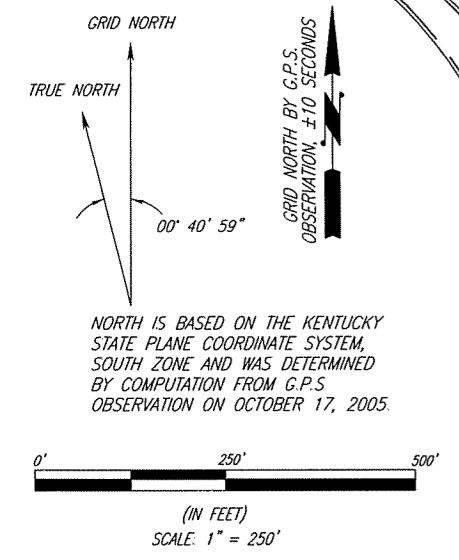 GRID NORTH
TRUE NORTH
00° 40' 59"
GRID NORTH BY G.P.S.
OBSERVATION, ±10 SECONDS
N
NORTH IS BASED ON THE KENTUCKY
STATE PLANE COORDINATE SYSTEM,
SOUTH ZONE AND WAS DETERMINED
BY COMPUTATION FROM G.P.S
OBSERVATION ON OCTOBER 17, 2005.
0' 250' 500'
(IN FEET)
SCALE: 1" = 250'